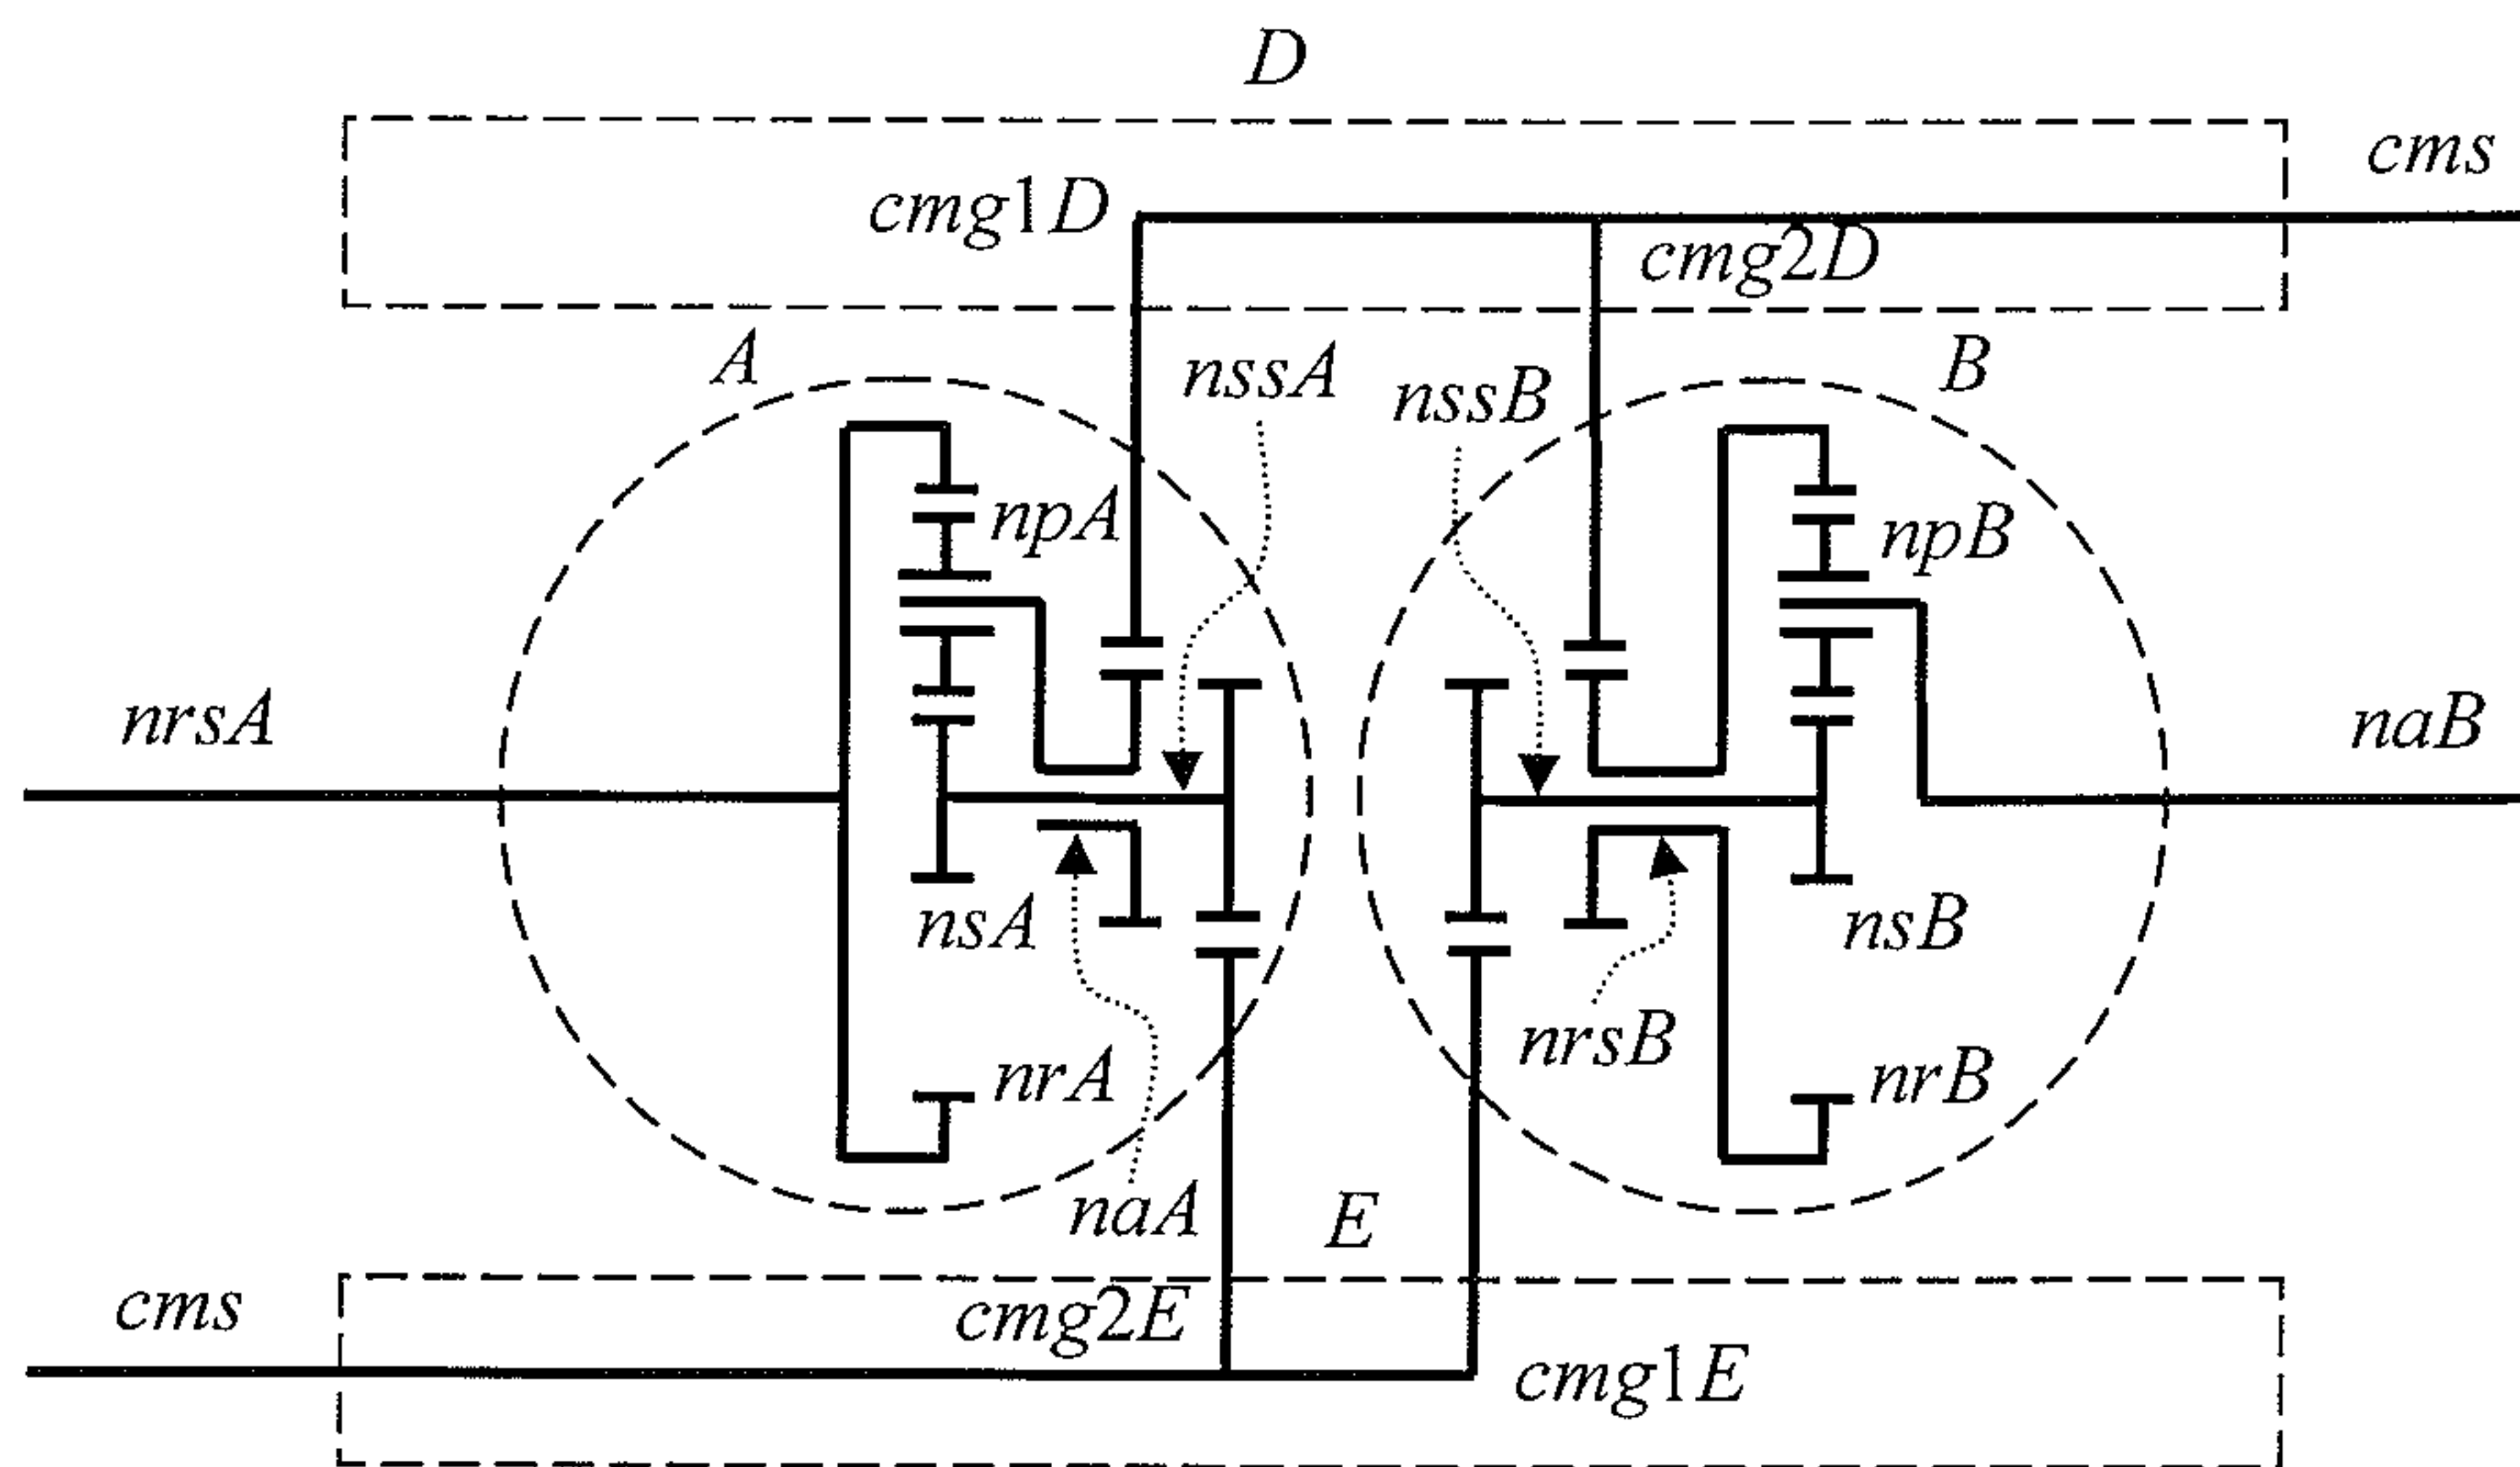 D
cms
cmg1D
cmg2D
A
nssA
nssB
B
npA
npB
nrsA
naB
nsA
nsB
nrsB
nrA
nrB
naA
E
cms
cmg2E
cmg1E